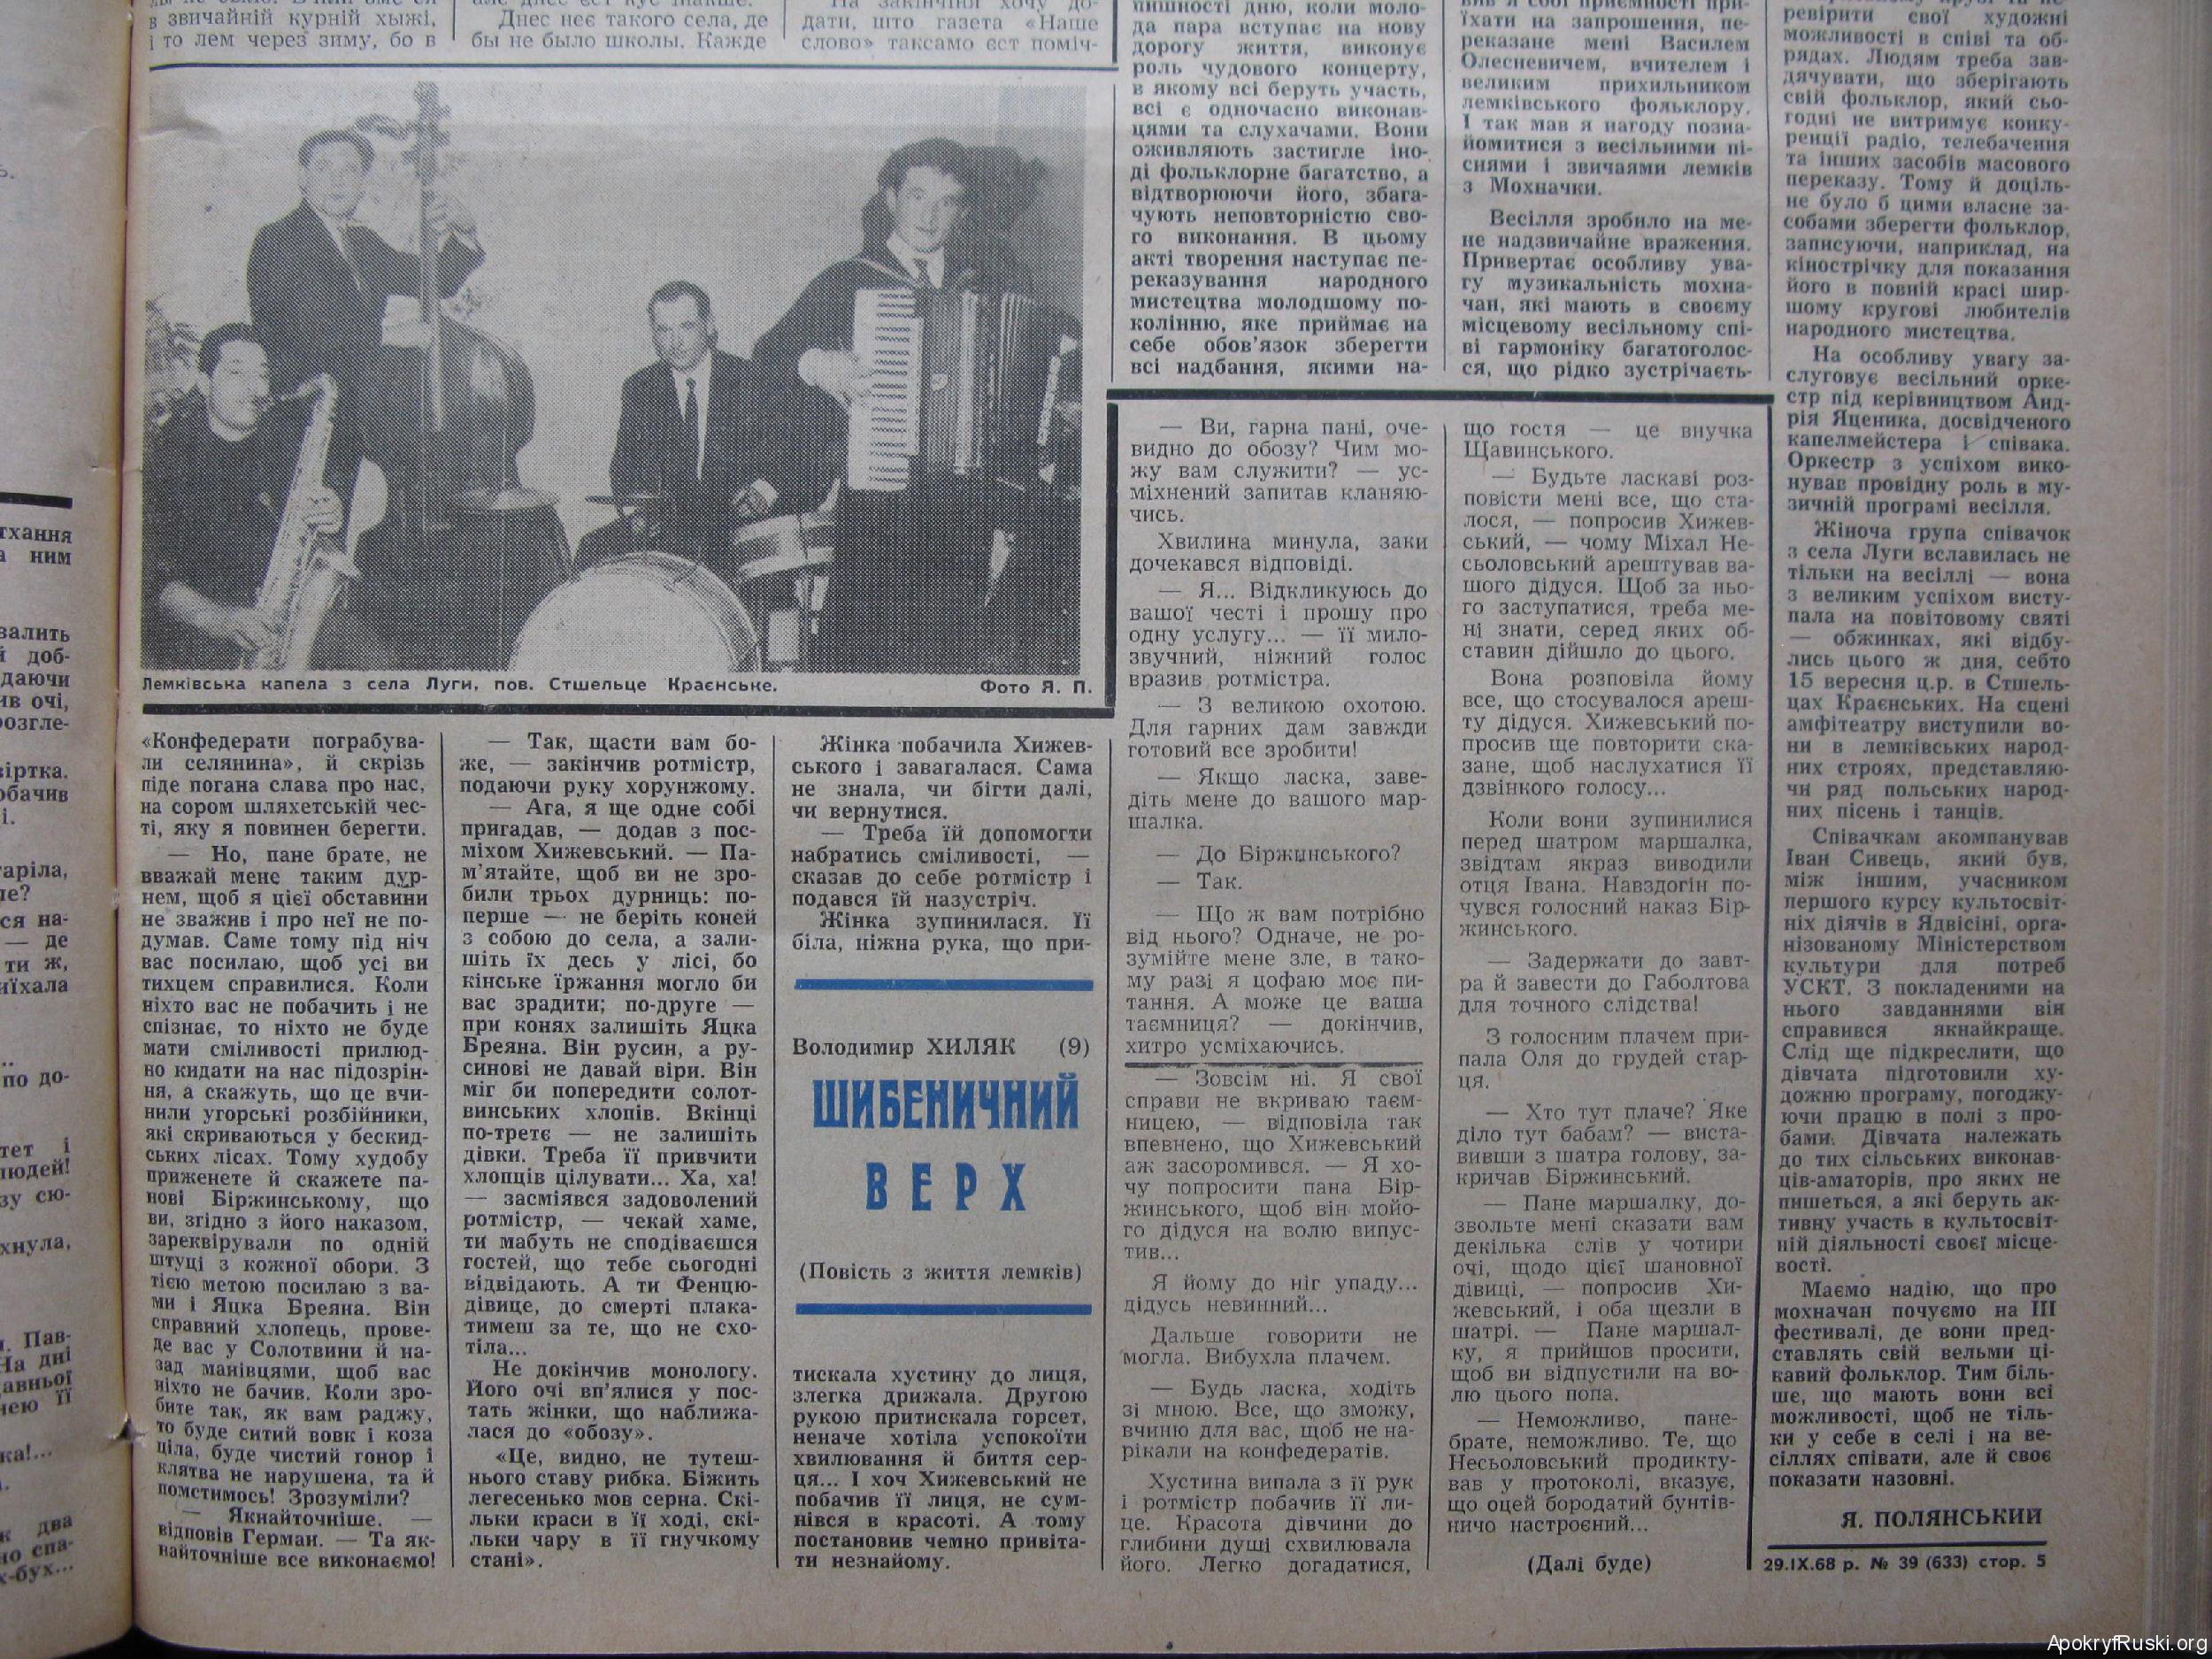 в звичайній курній хыжі,
і то лем через зиму, бо в
Днес неє такого села, де
бы не было школы. Кажде
На закінчіня хочу до-
дати, што газета «Наше
слово» таксамо єст поміч-
пишності дню, коли моло-
да пара вступає на нову
дорогу життя, виконує
роль чудового концерту,
в якому всі беруть участь,
всі є одночасно виконав-
цями та слухачами. Вони
оживляють застигле іно-
ді фольклорне багатство, а
відтворюючи його, збага-
чують неповторністю сво-
го виконання. В цьому
акті творення наступає пе-
реказування народного
мистецтва молодшому по-
колінню, яке приймає на
себе обов'язок зберегти
всі надбання, якими на-
їхати на запрошення, пе-
реказане мені Василем
Олесневичем, вчителем і
великим прихильником
лемківського фольклору.
І так мав я нагоду позна-
йомитися з весільними пі-
снями і звичаями лемків
з Мохначки.
Весілля зробило на ме-
не надзвичайне враження.
Привертає особливу ува-
гу музикальність мохна-
чан, які мають в своєму
місцевому весільному спі-
ві гармоніку багатоголос-
ся, що рідко зустрічаєть-
ревірити свої художні
можливості в співі та об-
рядах. Людям треба зав-
дячувати, що зберігають
свій фольклор, який сьо-
годні не витримує конку-
ренції радіо, телебачення
та інших засобів масового
переказу. Тому й доціль-
не було б цими власне за-
собами зберегти фольклор,
записуючи, наприклад, на
кінострічку для показання
його в повній красі шир-
шому кругові любителів
народного мистецтва.
На особливу увагу за-
слуговує весільний орке-
стр під керівництвом Анд-
рія Яценика, досвідченого
капелмейстера і співака.
Оркестр з успіхом вико-
нував провідну роль в му-
зичній програмі весілля.
Жіноча група співачок
з села Луги вславилась не
тільки на весіллі — вона
з великим успіхом висту-
пала на повітовому святі
— обжинках, які відбу-
лись цього ж дня, себто
15 вересня ц.р. в Стшель-
цах Краєнських. На сцені
амфітеатру виступили во-
ни в лемківських народ-
них строях, представляю-
чи ряд польських народ-
них пісень і танців.
Співачкам акомпанував
Іван Сивець, який був,
між іншим, учасником
першого курсу культосвіт-
ніх діячів в Ядвісіні, орга-
нізованому Міністерством
культури для потреб
УСКТ. З покладеними на
нього завданнями він
справився якнайкраще.
Слід ще підкреслити, що
дівчата підготовили ху-
дожню програму, погоджу-
ючи працю в полі з про-
бами. Дівчата належать
до тих сільських виконав-
ців-аматорів, про яких не
пишеться, а які беруть ак-
тивну участь в культосвіт-
ній діяльності своєї місце-
вості.
Маємо надію, що про
мохначан почуємо на III
фестивалі, де вони пред-
ставлять свій вельми ці-
кавий фольклор. Тим біль-
ше, що мають вони всі
можливості, щоб не тіль-
ки у себе в селі і на ве-
сіллях співати, але й своє
показати назовні.
Я. ПОЛЯНСЬКИЙ
Лемківська капела з села Луги, пов. Стшельце Краєнське.
Фото Я. П.
«Конфедерати пограбува-
ли селянина», й скрізь
піде погана слава про нас,
на сором шляхетській чес-
ті, яку я повинен берегти.
— Но, пане брате, не
вважай мене таким дур-
нем, щоб я цієї обставини
не зважив і про неї не по-
думав. Саме тому під ніч
вас посилаю, щоб усі ви
тихцем справилися. Коли
ніхто вас не побачить і не
спізнає, то ніхто не буде
мати сміливості прилюд-
но кидати на нас підозрін-
ня, а скажуть, що це вчи-
нили угорські розбійники,
які скриваються у бескид-
ських лісах. Тому худобу
приженете й скажете па-
нові Біржинському, що
ви, згідно з його наказом,
зареквірували по одній
штуці з кожної обори. З
тією метою посилаю з ва-
ми і Яцка Бреяна. Він
справний хлопець, прове-
де вас у Солотвини й на-
зад манівцями, щоб вас
ніхто не бачив. Коли зро-
бите так, як вам раджу,
то буде ситий вовк і коза
ціла, буде чистий гонор і
клятва не нарушена, та й
помстимось! Зрозуміли?
— Якнайточніше. —
відповів Герман. — Та як-
найточніше все виконаємо!
— Так, щасти вам бо-
же, — закінчив ротмістр,
подаючи руку хорунжому.
— Ага, я ще одне собі
пригадав, — додав з пос-
міхом Хижевський. — Па-
м'ятайте, щоб ви не зро-
били трьох дурниць: по-
перше — не беріть коней
з собою до села, а зали-
шіть їх десь у лісі, бо
кінське іржання могло би
вас зрадити; по-друге —
при конях залишіть Яцка
Бреяна. Він русин, а ру-
синові не давай віри. Він
міг би попередити солот-
винських хлопів. Вкінці
по-третє — не залишіть
дівки. Треба її привчити
хлопців цілувати... Ха, ха!
— засміявся задоволений
ротмістр, — чекай хаме,
ти мабуть не сподіваєшся
гостей, що тебе сьогодні
відвідають. А ти Фенцю-
дівице, до смерті плака-
тимеш за те, що не схо-
тіла...
Не докінчив монологу.
Його очі вп'ялися у пос-
тать жінки, що наближа-
лася до «обозу».
«Це, видно, не тутеш-
нього ставу рибка. Біжить
легесенько мов серна. Скі-
льки краси в її ході, скі-
льки чару в її гнучкому
стані».
Жінка побачила Хижев-
ського і завагалася. Сама
не знала, чи бігти далі,
чи вернутися.
— Треба їй допомогти
набратись сміливості, —
сказав до себе ротмістр і
подався їй назустріч.
Жінка зупинилася. Її
біла, ніжна рука, що при-
Володимир ХИЛЯК (9)
ШИБЕНИЧНИЙ
ВЕРХ
(Повість з життя лемків)
тискала хустину до лиця,
злегка дрижала. Другою
рукою притискала горсет,
неначе хотіла успокоїти
хвилювання й биття сер-
ця... І хоч Хижевський не
побачив її лиця, не сум-
нівся в красоті. А тому
постановив чемно привіта-
ти незнайому.
— Ви, гарна пані, оче-
видно до обозу? Чим мо-
жу вам служити? — ус-
міхнений запитав кланяю-
чись.
Хвилина минула, заки
дочекався відповіді.
— Я... Відкликуюсь до
вашої честі і прошу про
одну услугу... — її мило-
звучний, ніжний голос
вразив ротмістра.
— З великою охотою.
Для гарних дам завжди
готовий все зробити!
— Якщо ласка, заве-
діть мене до вашого мар-
шалка.
— До Біржинського?
— Так.
— Що ж вам потрібно
від нього? Одначе, не ро-
зумійте мене зле, в тако-
му разі я цофаю моє пи-
тання. А може це ваша
таємниця? — докінчив,
хитро усміхаючись.
— Зовсім ні. Я свої
справи не вкриваю таєм-
ницею, — відповіла так
впевнено, що Хижевський
аж засоромився. — Я хо-
чу попросити пана Бір-
жинського, щоб він мойо-
го дідуся на волю випус-
тив...
Я йому до ніг упаду...
дідусь невинний...
Дальше говорити не
могла. Вибухла плачем.
— Будь ласка, ходіть
зі мною. Все, що зможу,
вчиню для вас, щоб не на-
рікали на конфедератів.
Хустина випала з її рук
і ротмістр побачив її ли-
це. Красота дівчини до
глибини душі схвилювала
його. Легко догадатися,
що гостя — це внучка
Щавинського.
— Будьте ласкаві роз-
повісти мені все, що ста-
лося, — попросив Хижев-
ський, — чому Міхал Не-
сьоловський арештував ва-
шого дідуся. Щоб за ньо-
го заступатися, треба ме-
ні знати, серед яких об-
ставин дійшло до цього.
Вона розповіла йому
все, що стосувалося ареш-
ту дідуся. Хижевський по-
просив ще повторити ска-
зане, щоб наслухатися її
дзвінкого голосу...
Коли вони зупинилися
перед шатром маршалка,
звідтам якраз виводили
отця Івана. Навздогін по-
чувся голосний наказ Бір-
жинського.
— Задержати до завт-
ра й завести до Габолтова
для точного слідства!
З голосним плачем при-
пала Оля до грудей стар-
ця.
— Хто тут плаче? Яке
діло тут бабам? — виста-
вивши з шатра голову, за-
кричав Біржинський.
— Пане маршалку, до-
звольте мені сказати вам
декілька слів у чотири
очі, щодо цієї шановної
дівиці, — попросив Хи-
жевський, і оба щезли в
шатрі. — Пане маршал-
ку, я прийшов просити,
щоб ви відпустили на во-
лю цього попа.
— Неможливо, пане-
брате, неможливо. Те, що
Несьоловський продикту-
вав у протоколі, вказує,
що оцей бородатий бунтів-
ничо настроєний...
(Далі буде)
29.IX.68 р. № 39 (633) стор. 5
ApokryfRuski.org